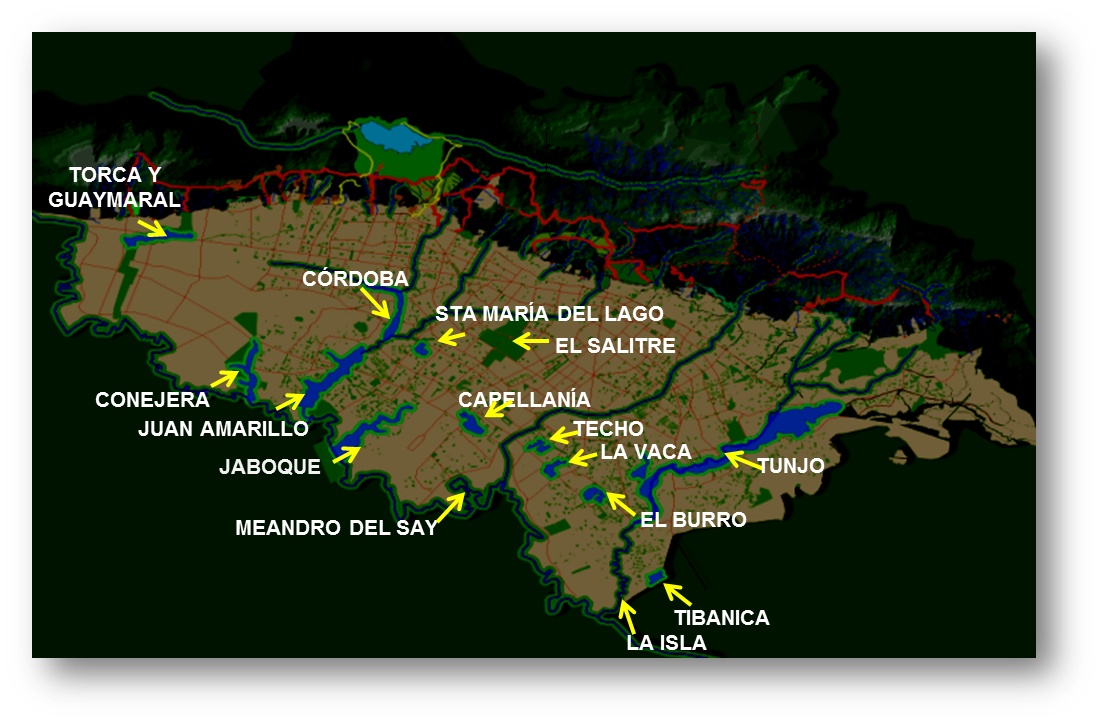 TORCA Y
GUAYMARAL
CÓRDOBA
STA MARÍA DEL LAGO
EL SALITRE
CONEJERA
CAPELLANÍA
JUAN AMARILLO
TECHO
LA VACA
JABOQUE
TUNJO
MEANDRO DEL SAY
EL BURRO
TIBANICA
LA ISLA